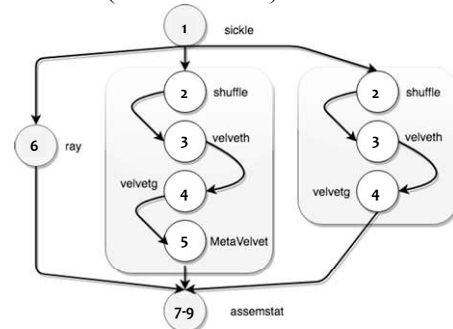 1 sickle
2 shuffle 2 shuffle
3 velveth 3 velveth
6 ray
velvetg 4 velvetg 4
5 MetaVelvet
7-9 assemstat